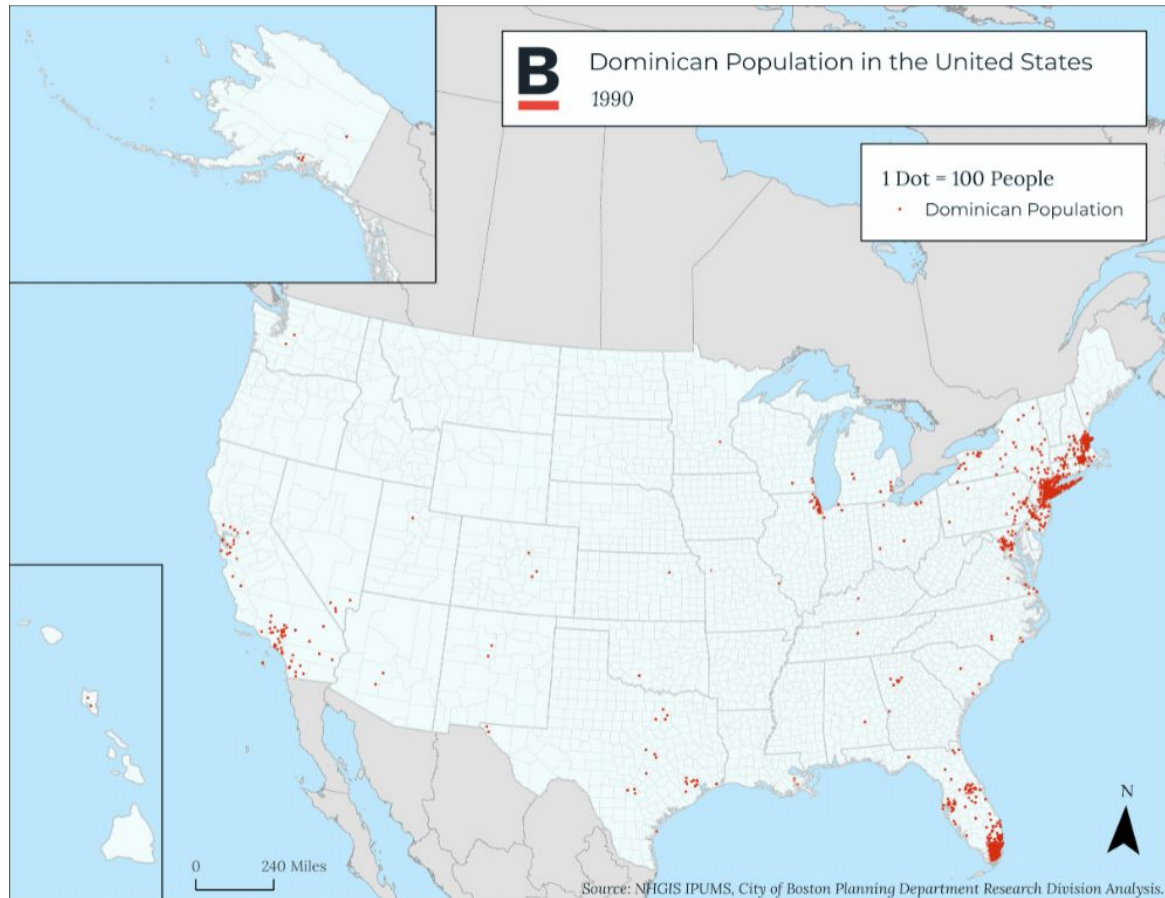 B
Dominican Population in the United States
1990
1 Dot = 100 People
Dominican Population
N
0 240 Miles
Source: NHGIS IPUMS, City of Boston Planning Department Research Division Analysis.